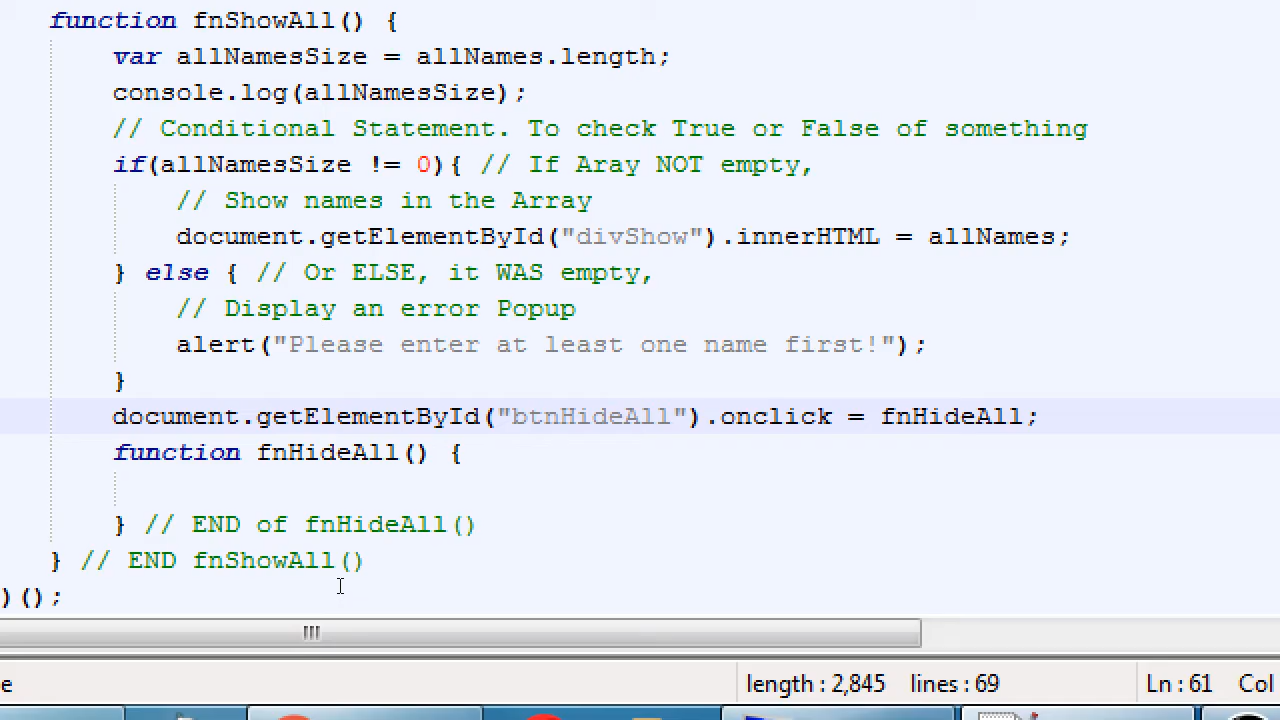 function fnShowAll() {
var allNamesSize = allNames.length;
console.log(allNamesSize);
// Conditional Statement. To check True or False of something
if(allNamesSize != 0){ // If Aray NOT empty,
// Show names in the Array
document.getElementById("divShow").innerHTML = allNames;
} else { // Or ELSE, it WAS empty,
// Display an error Popup
alert("Please enter at least one name first!");
}
document.getElementById("btnHideAll").onclick = fnHideAll;
function fnHideAll() {
} // END of fnHideAll()
} // END fnShowAll()
)();
e length : 2,845 lines : 69 Ln : 61 Col